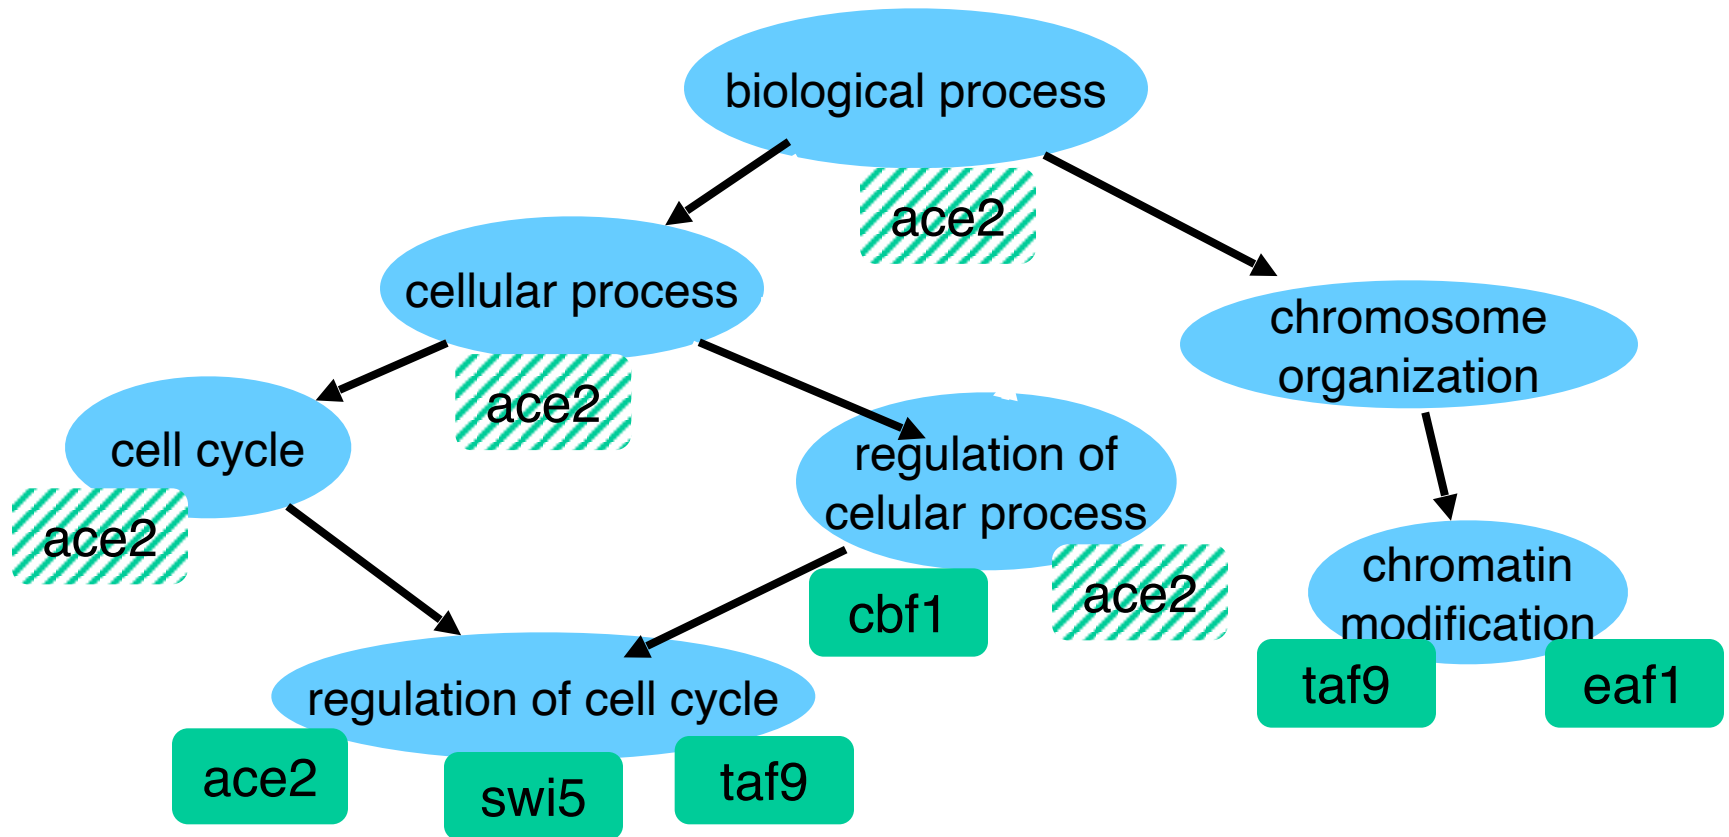 biological process
ace2
cellular process
ace2
chromosome
organization
cell cycle
ace2
regulation of
celular process
cbf1
ace2
chromatin
modification
taf9
eaf1
regulation of cell cycle
ace2
swi5
taf9